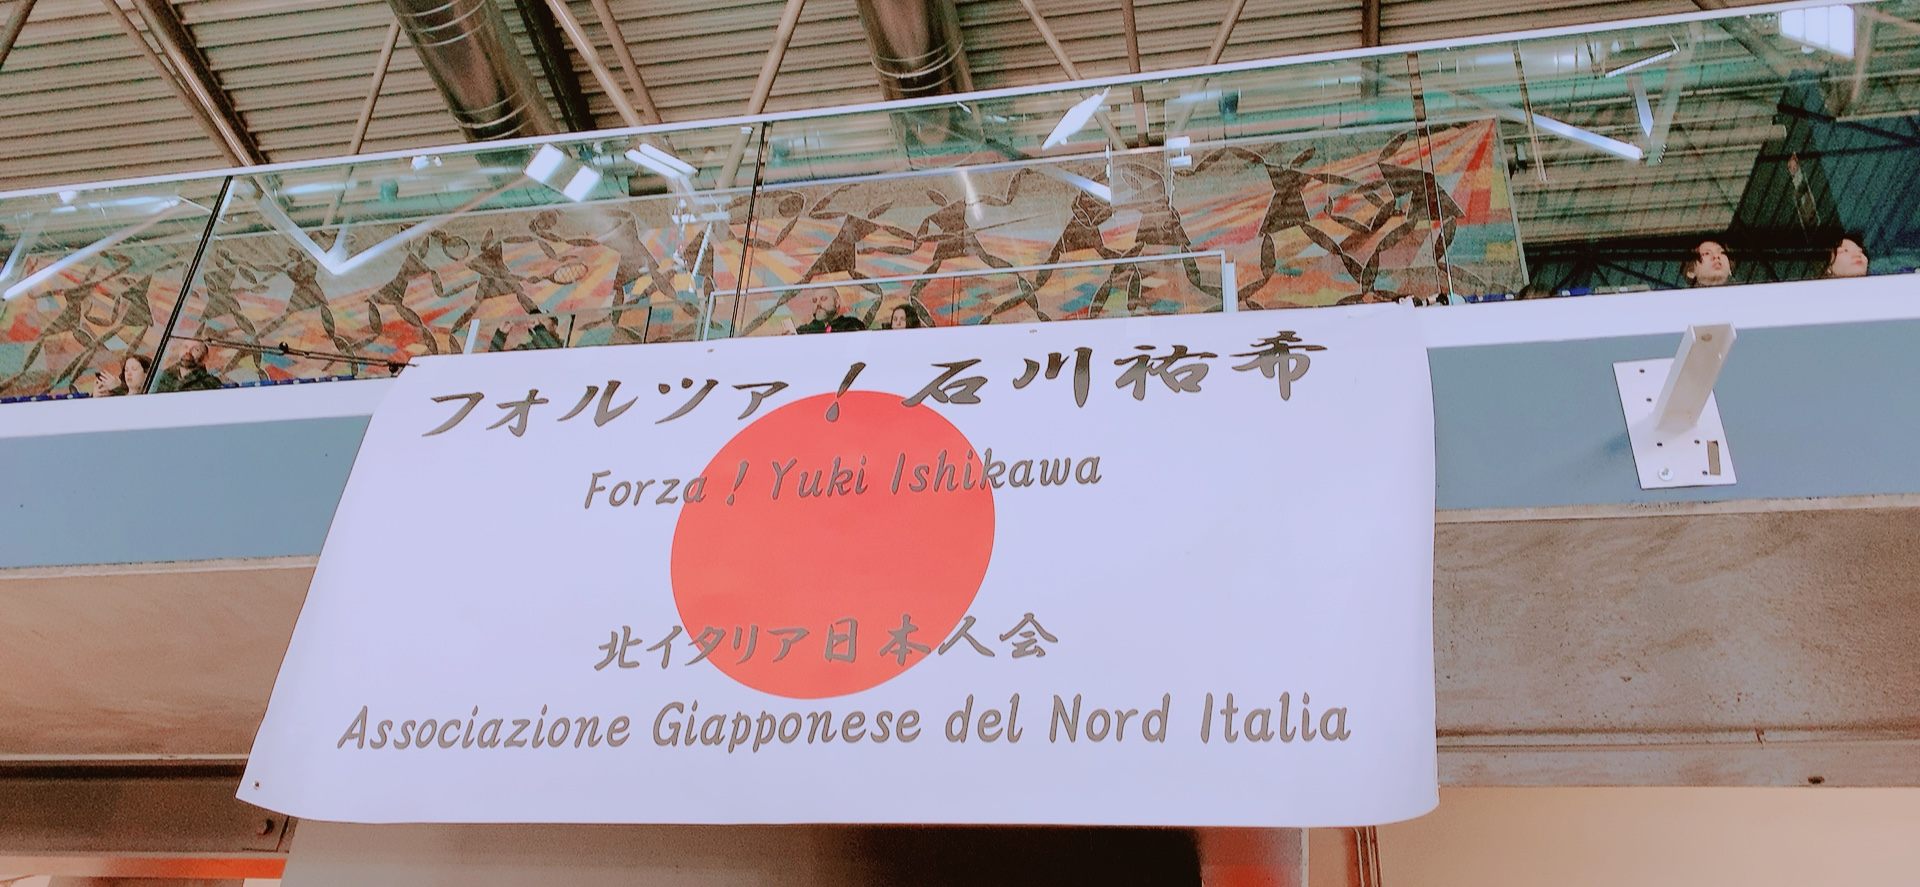 フォルツァ！石川祐希
Forza ! Yuki Ishikawa
北イタリア日本人会
Associazione Giapponese del Nord Italia